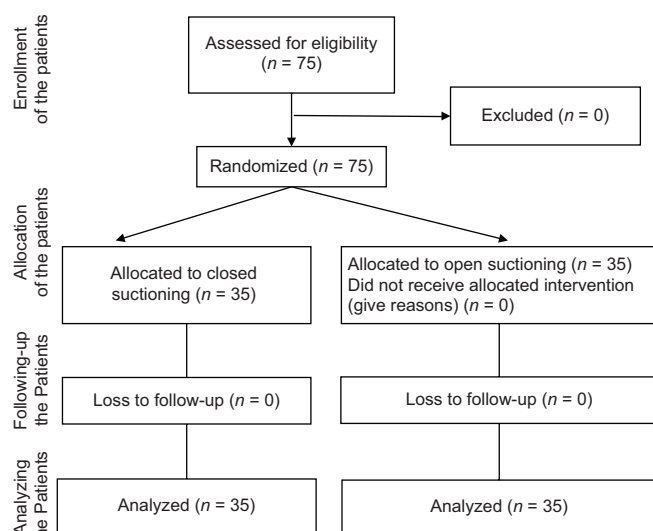 Enrollment
of the patients
Assessed for eligibility
(n = 75)
Excluded (n = 0)
Randomized (n = 75)
Allocation
of the patients
Allocated to closed
suctioning (n = 35)
Allocated to open suctioning (n = 35)
Did not receive allocated intervention
(give reasons) (n = 0)
Following-up
the Patients
Loss to follow-up (n = 0)
Loss to follow-up (n = 0)
Analyzing
the Patients
Analyzed (n = 35)
Analyzed (n = 35)